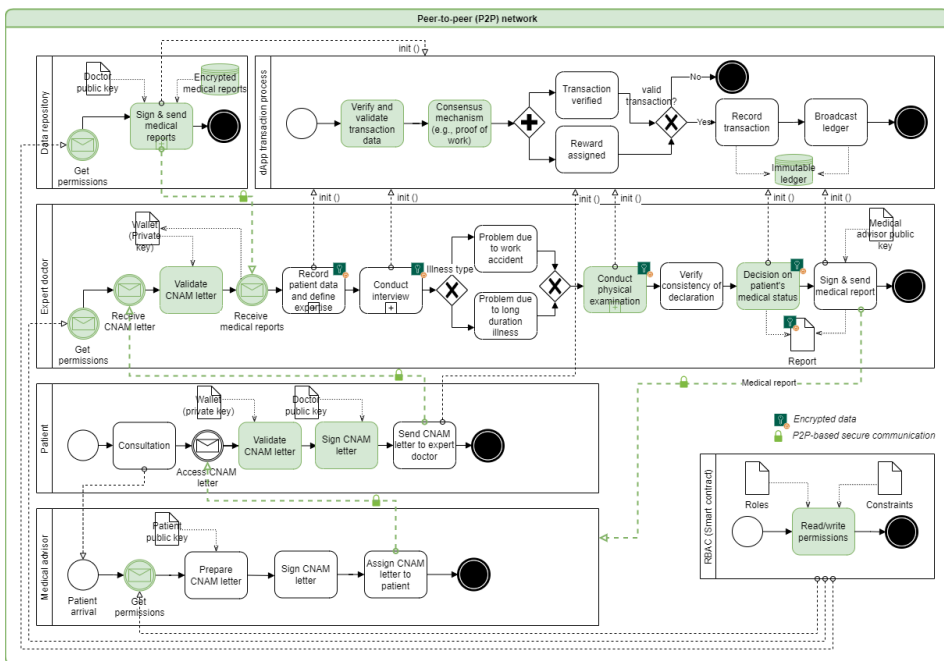 Peer-to-peer (P2P) network
Data repository
Doctor
public key
Encrypted
medical reports
Sign & send
medical
reports
Get
permissions
init ()
init ()
dApp transaction process
Verify and
validate
transaction
data
Consensus
mechanism
(e.g., proof of
work)
Transaction
verified
Reward
assigned
valid
transaction?
No
Yes
Record
transaction
Broadcast
ledger
Immutable
ledger
init ()
init ()
init ()
init ()
init ()
init ()
Expert doctor
Wallet
(Private
key)
Validate
CNAM letter
Receive
CNAM letter
Get
permissions
Receive
medical reports
Record
patient data
and define
expertise
Conduct
interview
Illness type
Problem due
to work
accident
Problem due
to long
duration
illness
Conduct
physical
examination
Verify
consistency of
declaration
Decision on
patient's
medical status
Medical
advisor public
key
Sign & send
medical report
Report
Medical report
Patient
Wallet
(private key)
Doctor
public key
Consultation
Access CNAM
letter
Validate
CNAM letter
Sign CNAM
letter
Send CNAM
letter to expert
doctor
Encrypted data
P2P-based secure communication
Medical advisor
Patient
public key
Patient
arrival
Get
permissions
Prepare
CNAM letter
Sign CNAM
letter
Assign CNAM
letter to
patient
RBAC (Smart contract)
Roles
Constraints
Read/write
permissions